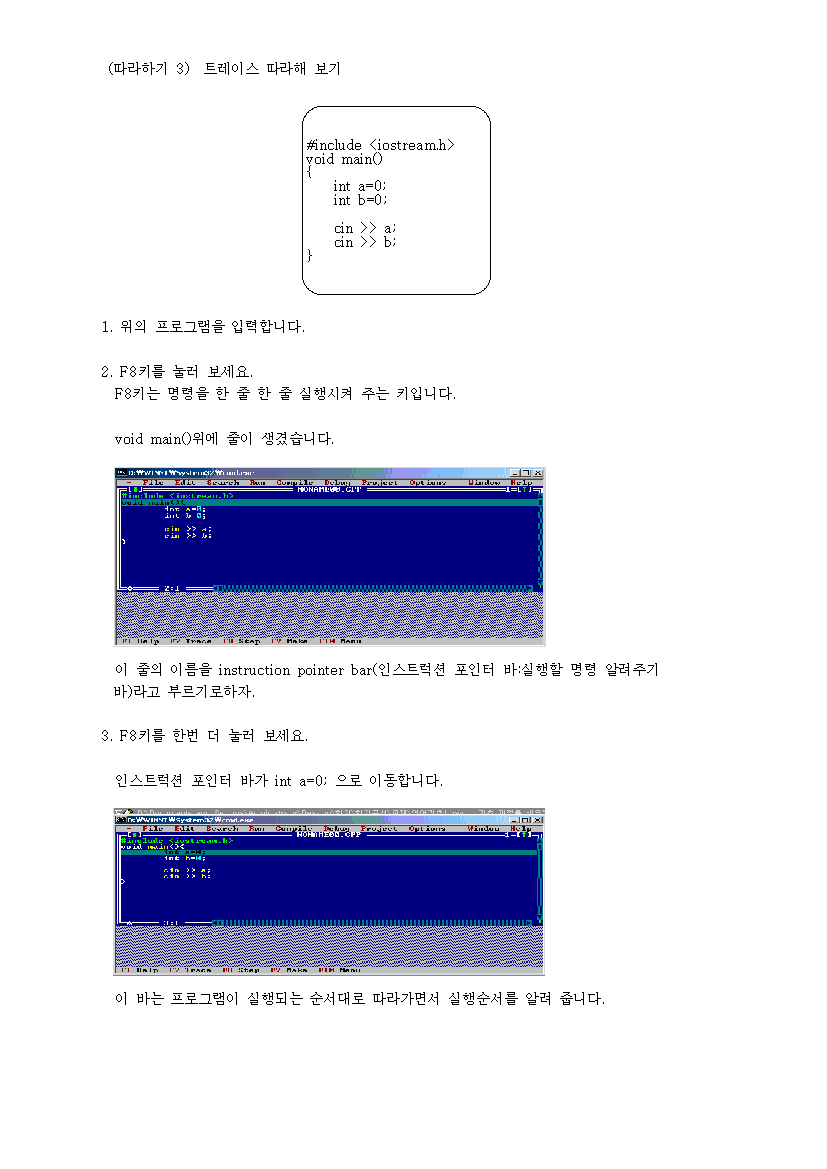 (따라하기 3) 트레이스 따라해 보기
#include <iostream.h>
void main()
{
int a=0;
int b=0;
cin >> a;
cin >> b;
}
1. 위의 프로그램을 입력합니다.
2. F8키를 눌러 보세요.
F8키는 명령을 한 줄 한 줄 실행시켜 주는 키입니다.
void main()위에 줄이 생겼습니다.
D:₩WINNT₩System32₩cmd.exe
File Edit Search Run Compile Debug Project Options Window Help
NONAME00.CPP
#include <iostream.h>
void main(){
int a=0;
int b=0;
cin >> a;
cin >> b;
}
2:1
F1 Help F7 Trace F8 Step F9 Make F10 Menu
이 줄의 이름을 instruction pointer bar(인스트럭션 포인터 바:실행할 명령 알려주기
바)라고 부르기로하자.
3. F8키를 한번 더 눌러 보세요.
인스트럭션 포인터 바가 int a=0; 으로 이동합니다.
D:₩WINNT₩System32₩cmd.exe
File Edit Search Run Compile Debug Project Options Window Help
NONAME00.CPP
#include <iostream.h>
void main(){
int a=0;
int b=0;
cin >> a;
cin >> b;
}
3:1
F1 Help F7 Trace F8 Step F9 Make F10 Menu
이 바는 프로그램이 실행되는 순서대로 따라가면서 실행순서를 알려 줍니다.